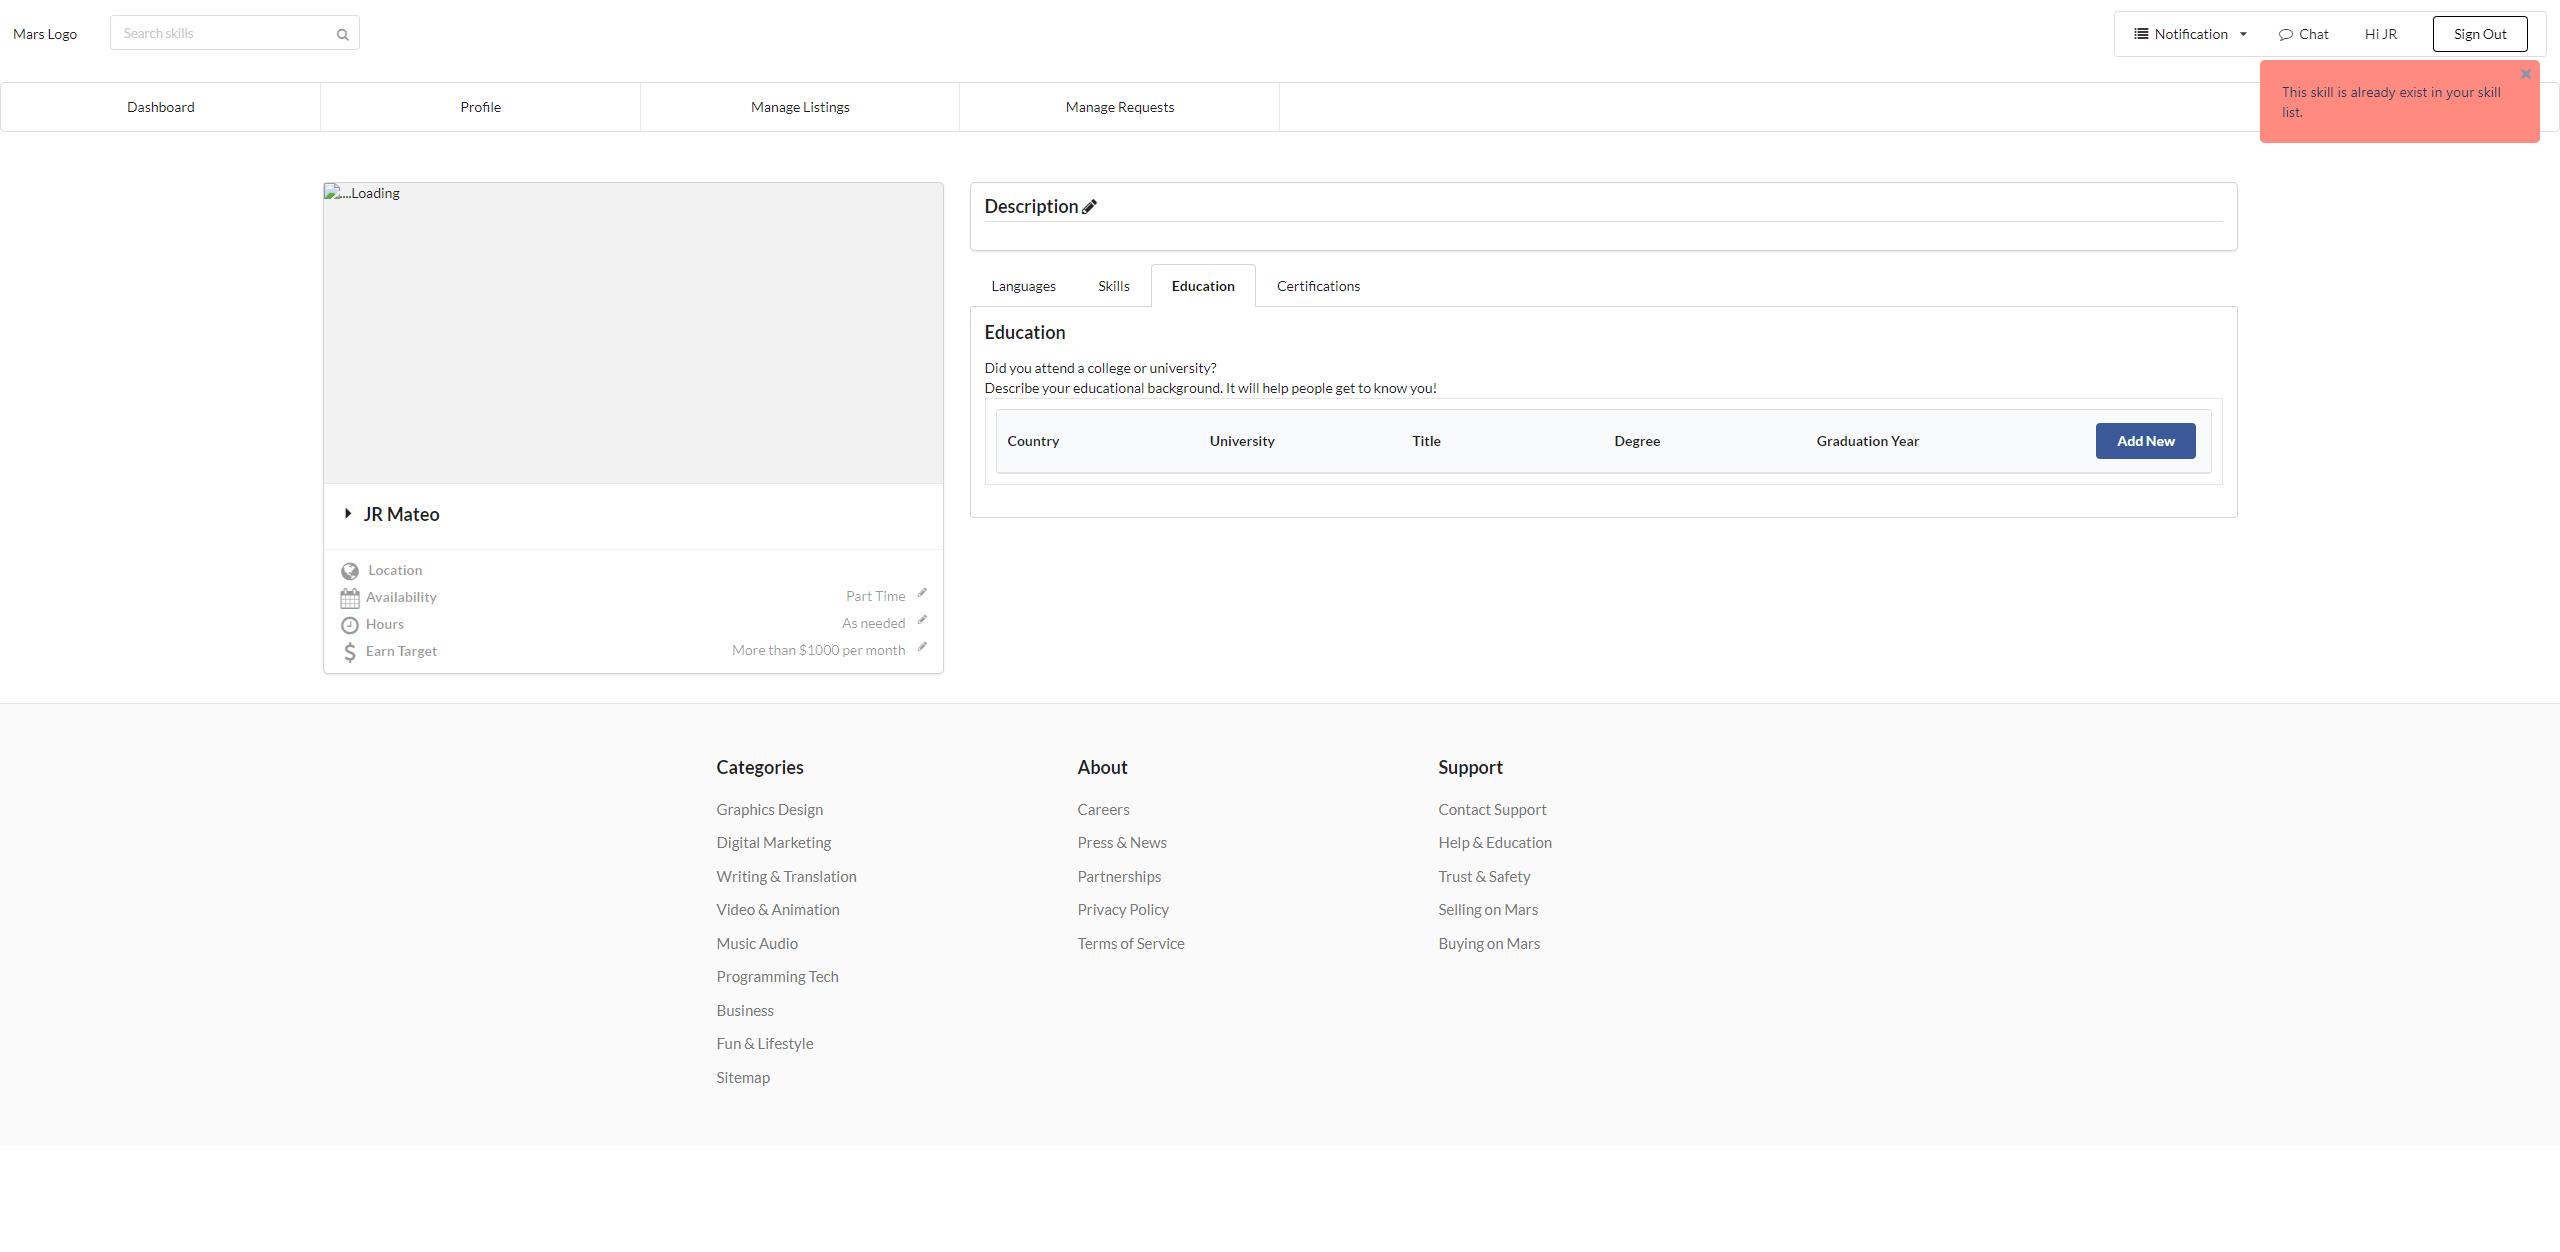 Mars Logo
Search skills
Notification
Chat
Hi JR
Sign Out
This skill is already exist in your skill
list.
Dashboard
Profile
Manage Listings
Manage Requests
....Loading
JR Mateo
Location
Availability
Part Time
Hours
As needed
Earn Target
More than $1000 per month
Description
Languages
Skills
Education
Certifications
Education
Did you attend a college or university?
Describe your educational background. It will help people get to know you!
Country
University
Title
Degree
Graduation Year
Add New
Categories
Graphics Design
Digital Marketing
Writing & Translation
Video & Animation
Music Audio
Programming Tech
Business
Fun & Lifestyle
Sitemap
About
Careers
Press & News
Partnerships
Privacy Policy
Terms of Service
Support
Contact Support
Help & Education
Trust & Safety
Selling on Mars
Buying on Mars